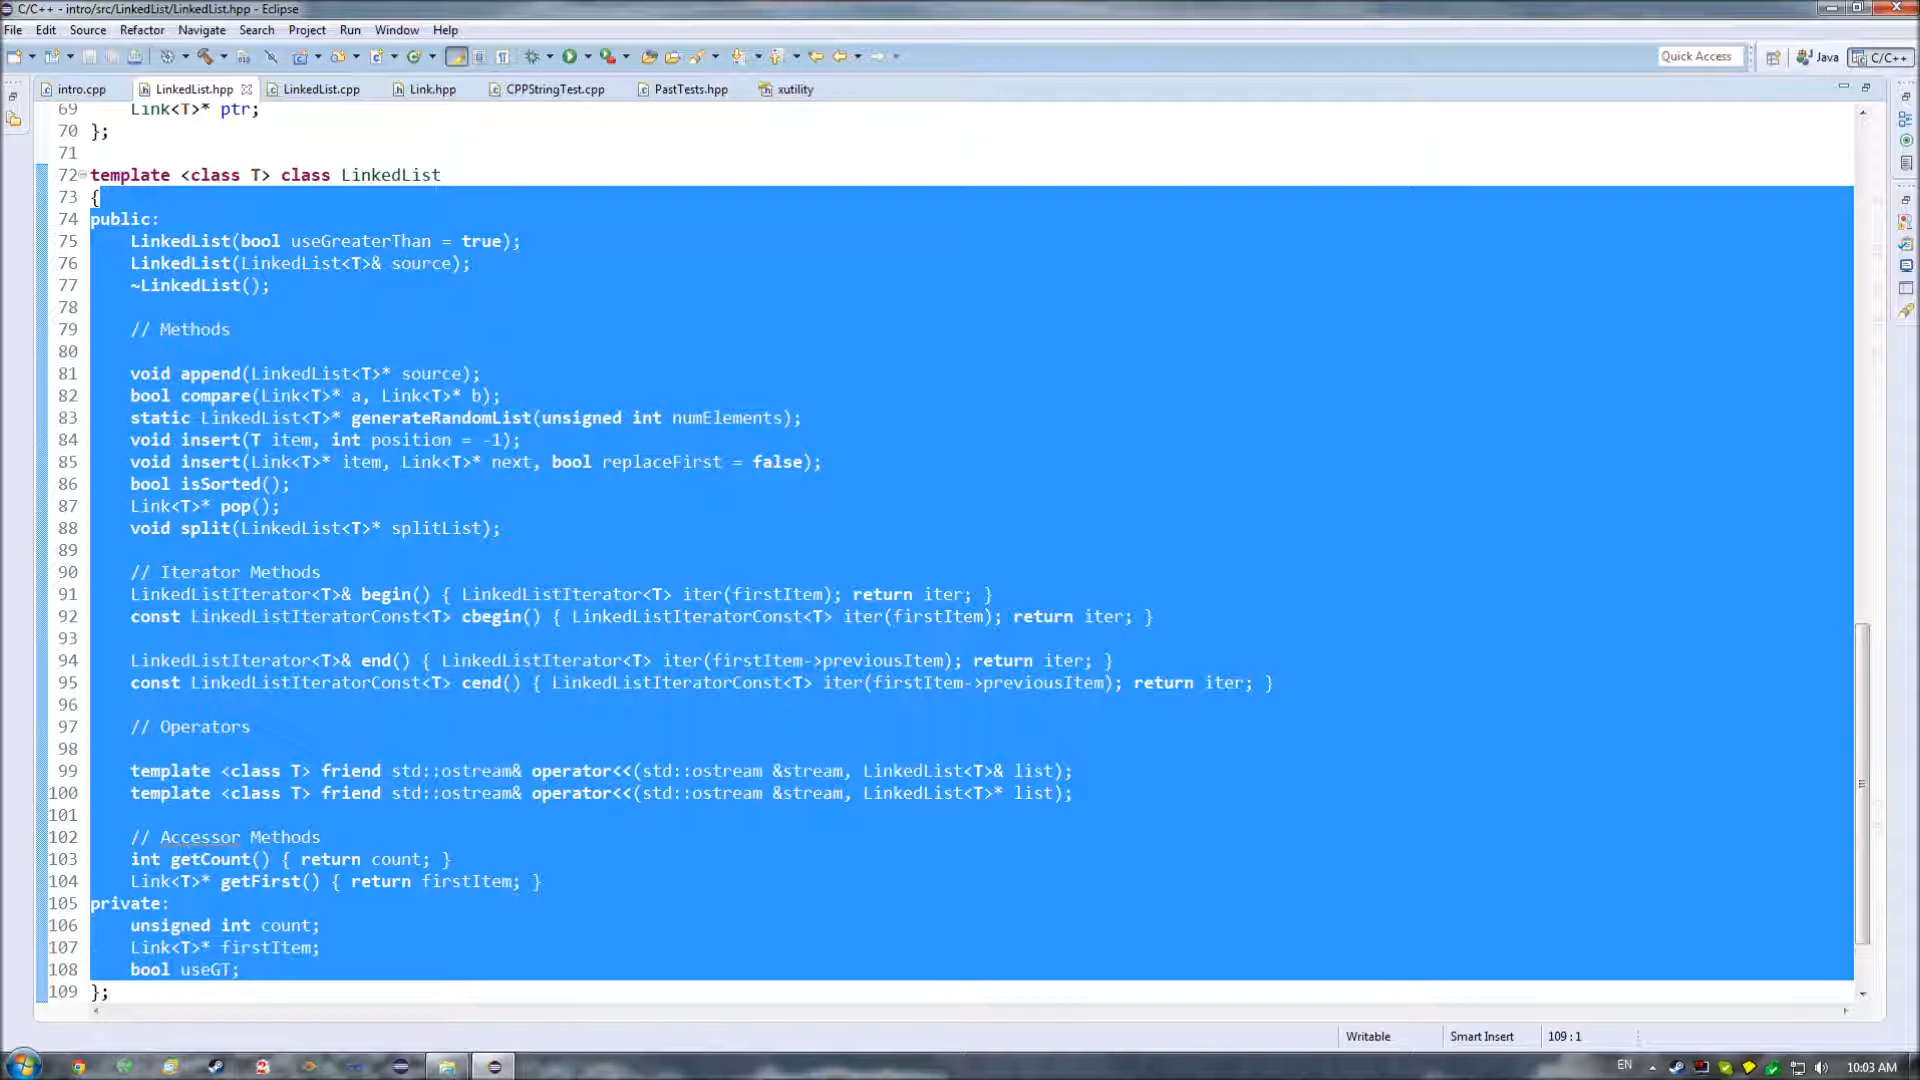 C/C++ - intro/src/LinkedList/LinkedList.hpp - Eclipse
File Edit Source Refactor Navigate Search Project Run Window Help
Quick Access Java C/C++
intro.cpp LinkedList.hpp LinkedList.cpp Link.hpp CPPStringTest.cpp PastTests.hpp xutility
69 Link<T>* ptr;
70 };
71
72 template <class T> class LinkedList
73 {
74 public:
75 LinkedList(bool useGreaterThan = true);
76 LinkedList(LinkedList<T>& source);
77 ~LinkedList();
78
79 // Methods
80
81 void append(LinkedList<T>* source);
82 bool compare(Link<T>* a, Link<T>* b);
83 static LinkedList<T>* generateRandomList(unsigned int numElements);
84 void insert(T item, int position = -1);
85 void insert(Link<T>* item, Link<T>* next, bool replaceFirst = false);
86 bool isSorted();
87 Link<T>* pop();
88 void split(LinkedList<T>* splitList);
89
90 // Iterator Methods
91 LinkedListIterator<T>& begin() { LinkedListIterator<T> iter(firstItem); return iter; }
92 const LinkedListIteratorConst<T> cbegin() { LinkedListIteratorConst<T> iter(firstItem); return iter; }
93
94 LinkedListIterator<T>& end() { LinkedListIterator<T> iter(firstItem->previousItem); return iter; }
95 const LinkedListIteratorConst<T> cend() { LinkedListIteratorConst<T> iter(firstItem->previousItem); return iter; }
96
97 // Operators
98
99 template <class T> friend std::ostream& operator<<(std::ostream &stream, LinkedList<T>& list);
100 template <class T> friend std::ostream& operator<<(std::ostream &stream, LinkedList<T>* list);
101
102 // Accessor Methods
103 int getCount() { return count; }
104 Link<T>* getFirst() { return firstItem; }
105 private:
106 unsigned int count;
107 Link<T>* firstItem;
108 bool useGT;
109 };
Writable Smart Insert 109 : 1
EN 10:03 AM